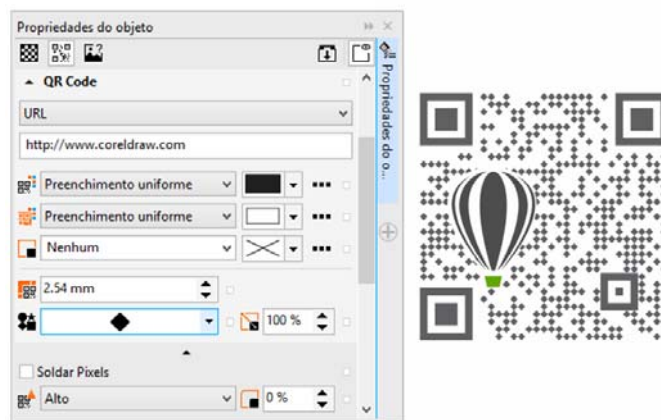 Propriedades do objeto
QR Code
URL
http://www.coreldraw.com
Preenchimento uniforme
Preenchimento uniforme
Nenhum
2.54 mm
100 %
Soldar Pixels
Alto
0 %
Propriedades do o...